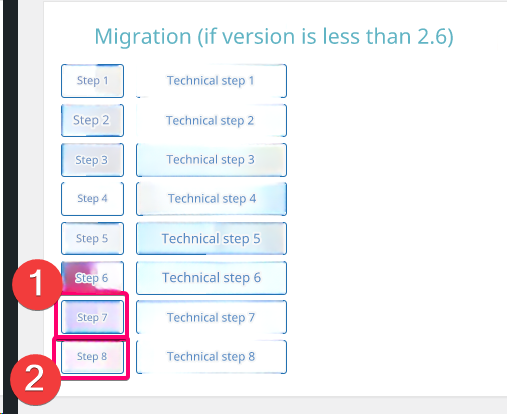 Migration (if version is less than 2.6)
Step 1 Technical step 1
Step 2 Technical step 2
Step 3 Technical step 3
Step 4 Technical step 4
Step 5 Technical step 5
Step 6 Technical step 6
1
Step 7 Technical step 7
Step 8 Technical step 8
2